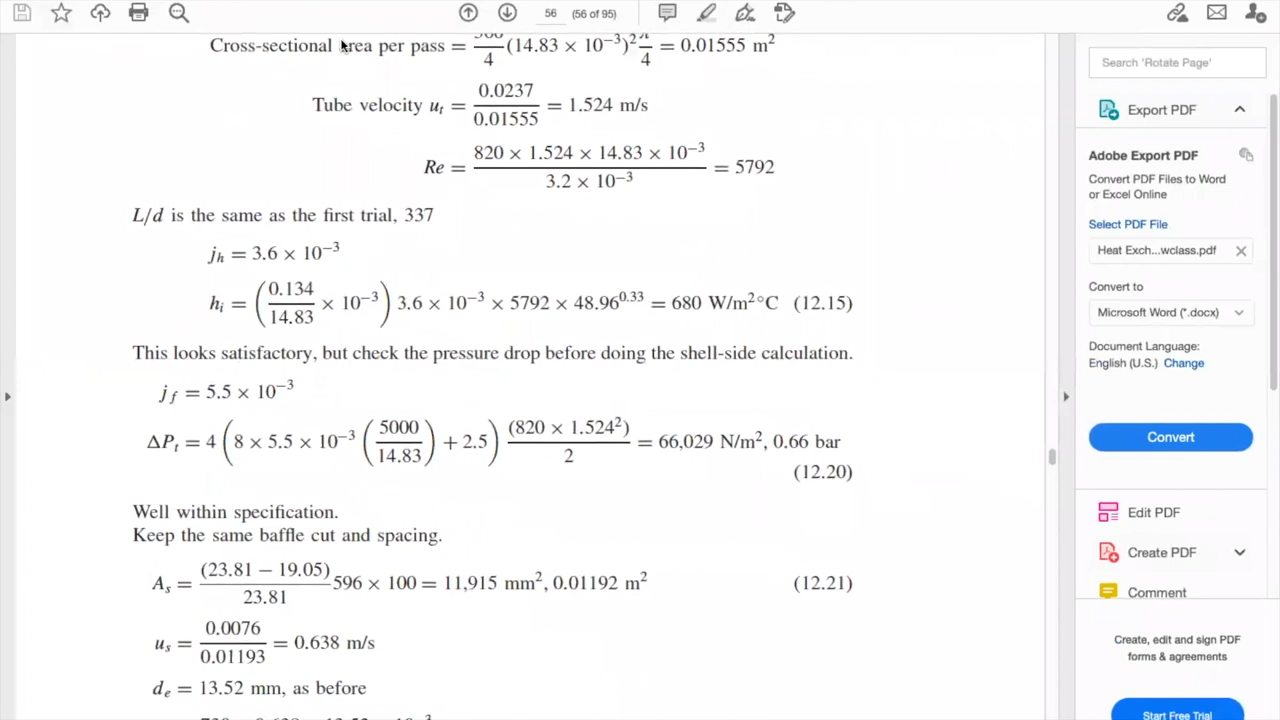 56 (56 of 95)
Cross-sectional area per pass = /4 (14.83 × 10⁻³)² π/4 = 0.01555 m²
Tube velocity uₜ = 0.0237/0.01555 = 1.524 m/s
Re = (820 × 1.524 × 14.83 × 10⁻³)/(3.2 × 10⁻³) = 5792
L/d is the same as the first trial, 337
jₕ = 3.6 × 10⁻³
hᵢ = (0.134/14.83 × 10⁻³) 3.6 × 10⁻³ × 5792 × 48.96^0.33 = 680 W/m²°C (12.15)
This looks satisfactory, but check the pressure drop before doing the shell-side calculation.
j_f = 5.5 × 10⁻³
ΔPₜ = 4 (8 × 5.5 × 10⁻³ (5000/14.83) + 2.5) (820 × 1.524²)/2 = 66,029 N/m², 0.66 bar
(12.20)
Well within specification.
Keep the same baffle cut and spacing.
Aₛ = (23.81 − 19.05)/23.81 596 × 100 = 11,915 mm², 0.01192 m² (12.21)
uₛ = 0.0076/0.01193 = 0.638 m/s
dₑ = 13.52 mm, as before
Search 'Rotate Page'
Export PDF
Adobe Export PDF
Convert PDF Files to Word
or Excel Online
Select PDF File
Heat Exch...wclass.pdf
Convert to
Microsoft Word (*.docx)
Document Language:
English (U.S.) Change
Convert
Edit PDF
Create PDF
Comment
Create, edit and sign PDF
forms & agreements
Start Free Trial